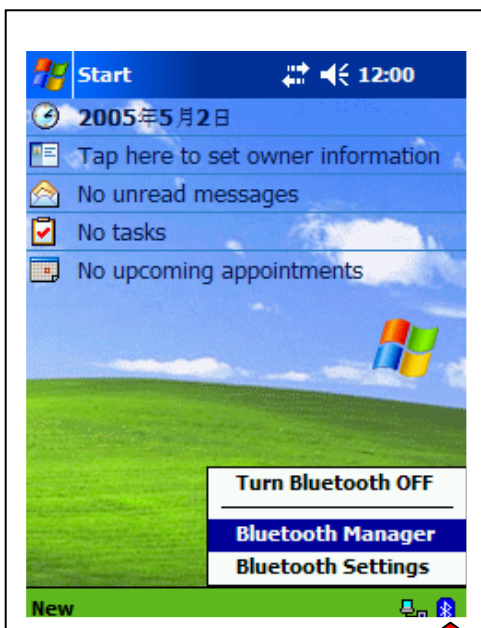 Start 12:00
2005年5月2日
Tap here to set owner information
No unread messages
No tasks
No upcoming appointments
Turn Bluetooth OFF
Bluetooth Manager
Bluetooth Settings
New